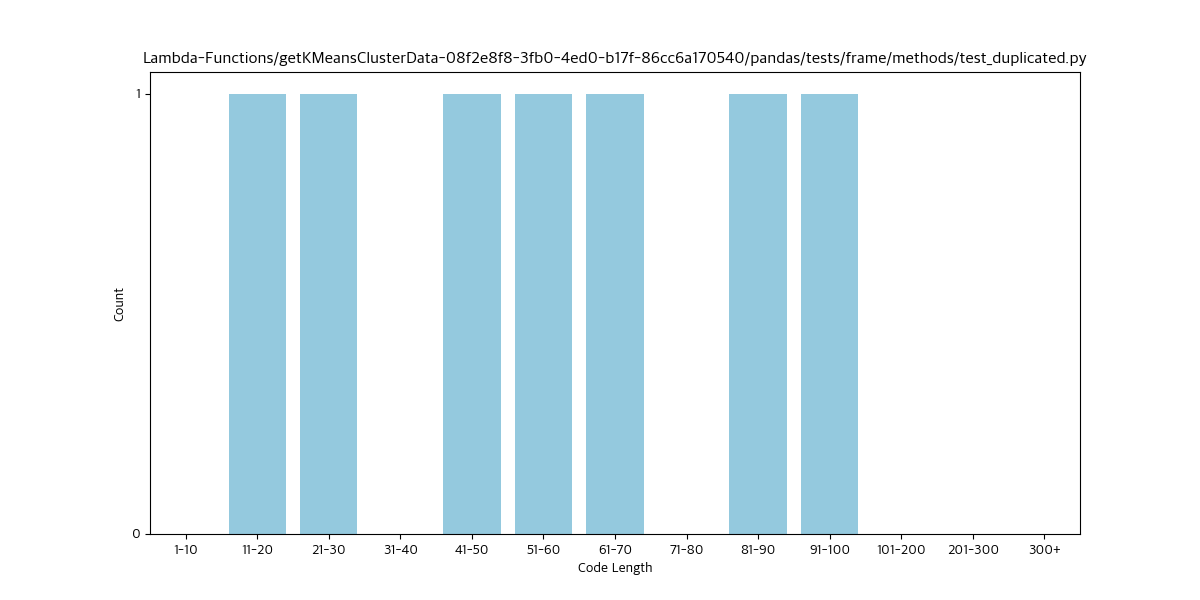 Lambda-Functions/getKMeansClusterData-08f2e8f8-3fb0-4ed0-b17f-86cc6a170540/pandas/tests/frame/methods/test_duplicated.py
1
Count
0
1-10 11-20 21-30 31-40 41-50 51-60 61-70 71-80 81-90 91-100 101-200 201-300 300+
Code Length